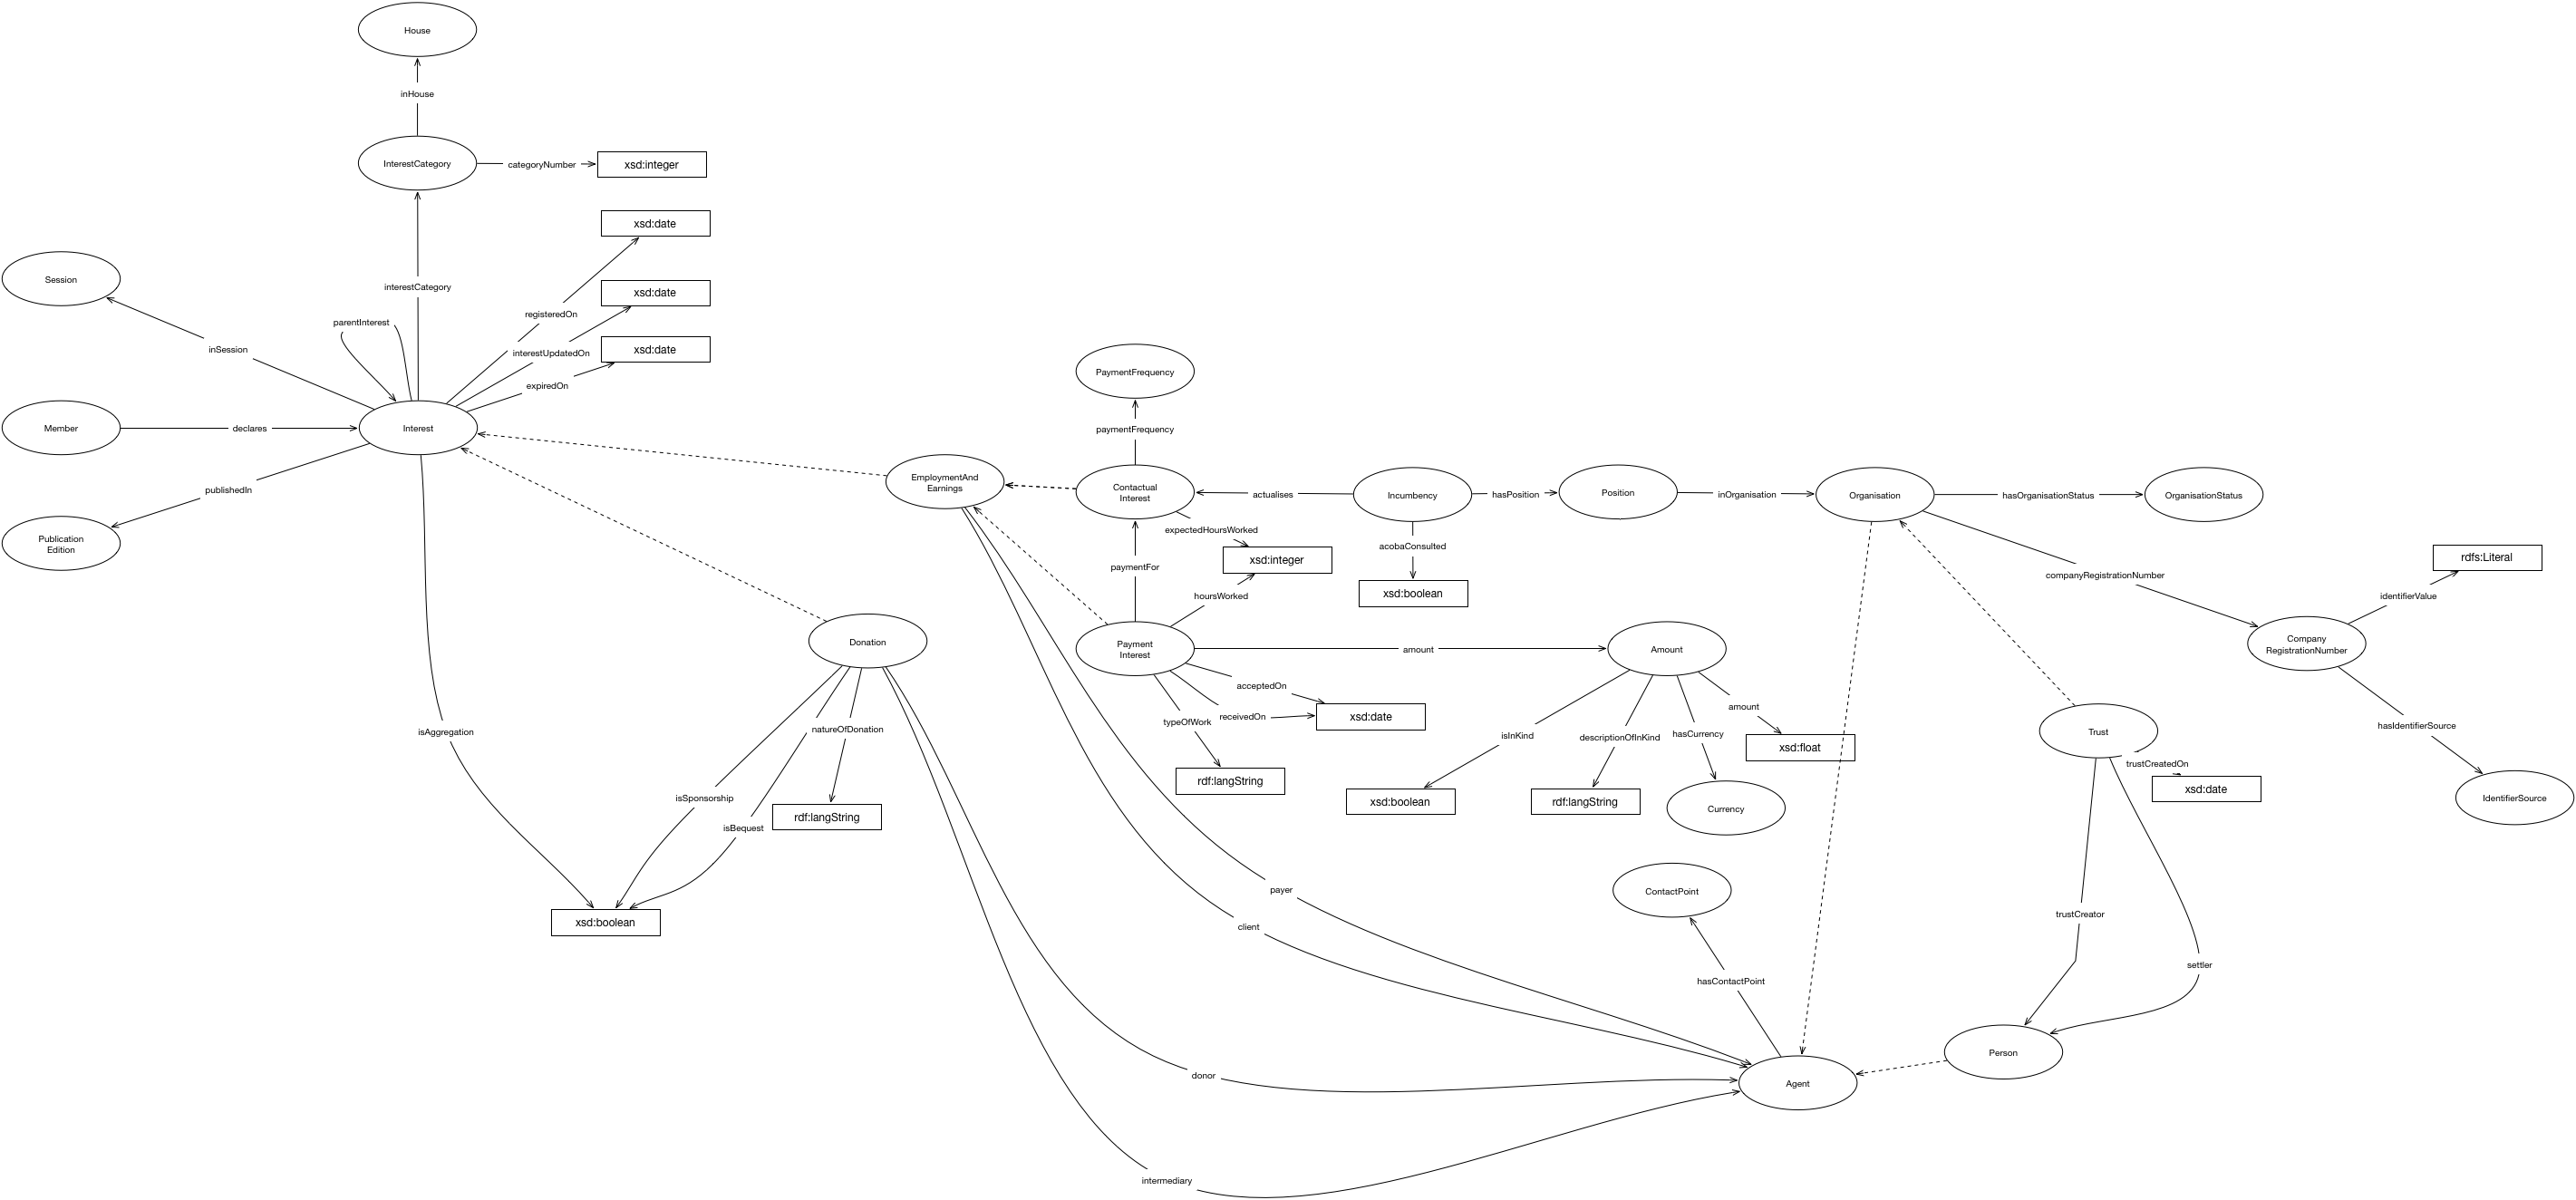 House
inHouse
InterestCategory
categoryNumber
xsd:integer
xsd:date
registeredOn
Session
interestCategory
xsd:date
parentInterest
inSession
interestUpdatedOn
xsd:date
expiredOn
Member
declares
Interest
publishedIn
Publication
Edition
isAggregation
PaymentFrequency
paymentFrequency
EmploymentAnd
Earnings
Contactual
Interest
actualises
Incumbency
hasPosition
Position
inOrganisation
Organisation
hasOrganisationStatus
OrganisationStatus
expectedHoursWorked
xsd:integer
acobaConsulted
xsd:boolean
paymentFor
hoursWorked
companyRegistrationNumber
rdfs:Literal
identifierValue
Company
RegistrationNumber
hasIdentifierSource
IdentifierSource
Donation
Payment
Interest
amount
Amount
acceptedOn
receivedOn
xsd:date
typeOfWork
rdf:langString
isInKind
xsd:boolean
descriptionOfInKind
rdf:langString
hasCurrency
Currency
amount
xsd:float
Trust
trustCreatedOn
xsd:date
natureOfDonation
isSponsorship
isBequest
rdf:langString
xsd:boolean
payer
client
ContactPoint
hasContactPoint
trustCreator
settler
Person
Agent
donor
intermediary